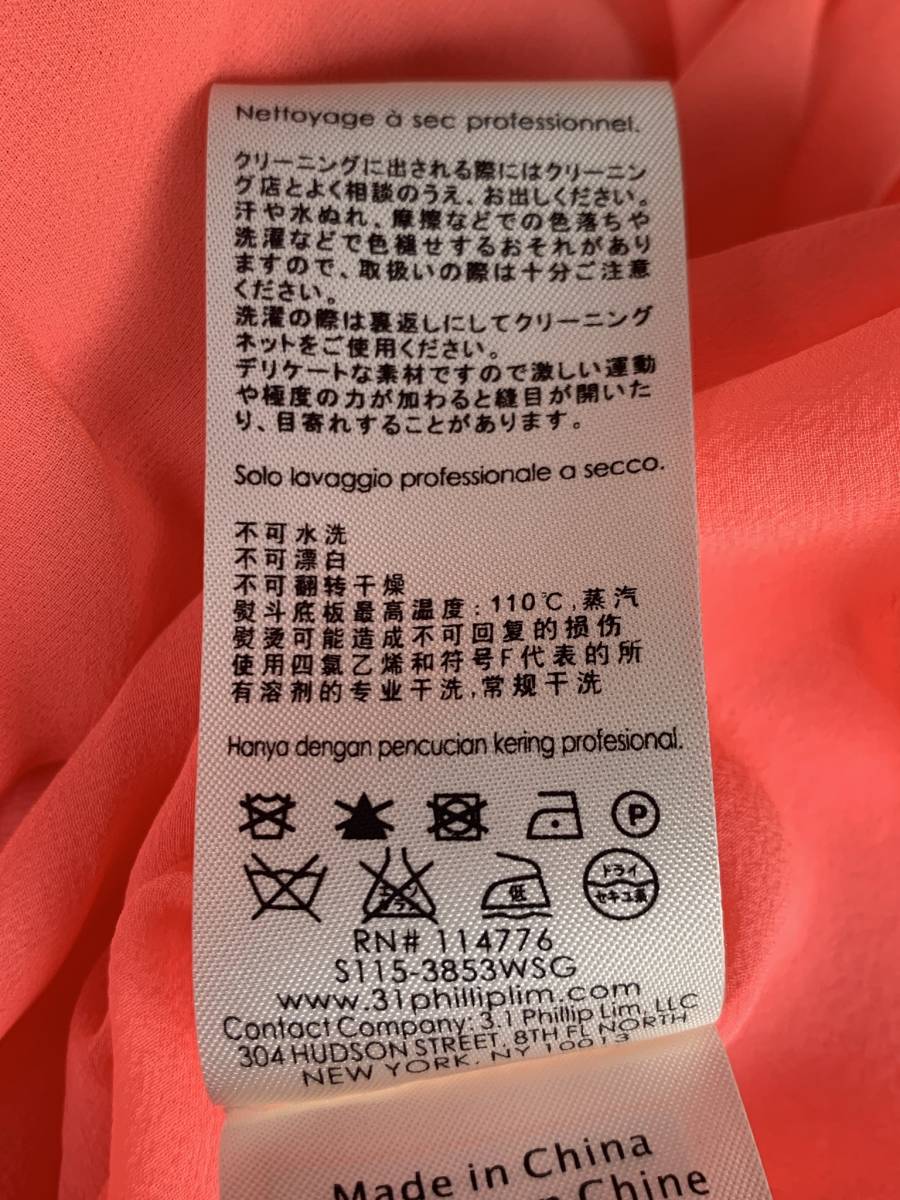 Nettoyage à sec professionnel.
クリーニングに出される際にはクリーニン
グ店とよく相談のうえ、お出しください。
汗や水ぬれ、摩擦などでの色落ちや
洗濯などで色褪せするおそれがあり
ますので、取扱いの際は十分ご注意
ください。
洗濯の際は裏返しにしてクリーニング
ネットをご使用ください。
デリケートな素材ですので激しい運動
や極度の力が加わると縫目が開いた
り、目寄れすることがあります。
Solo lavaggio professionale a secco.
不可水洗
不可漂白
不可翻转干燥
熨斗底板最高温度:110℃,蒸汽
熨烫可能造成不可回复的损伤
使用四氯乙烯和符号F代表的所
有溶剂的专业干洗,常规干洗
Hanya dengan pencucian kering profesional.
P
低
ドライ
セキユ系
RN# 114776
S115-3853WSG
www.31philliplim.com
Contact Company: 3.1 Phillip Lim, LLC
304 HUDSON STREET, 8TH FL NORTH
NEW YORK, NY 10013
Made in China
Chine